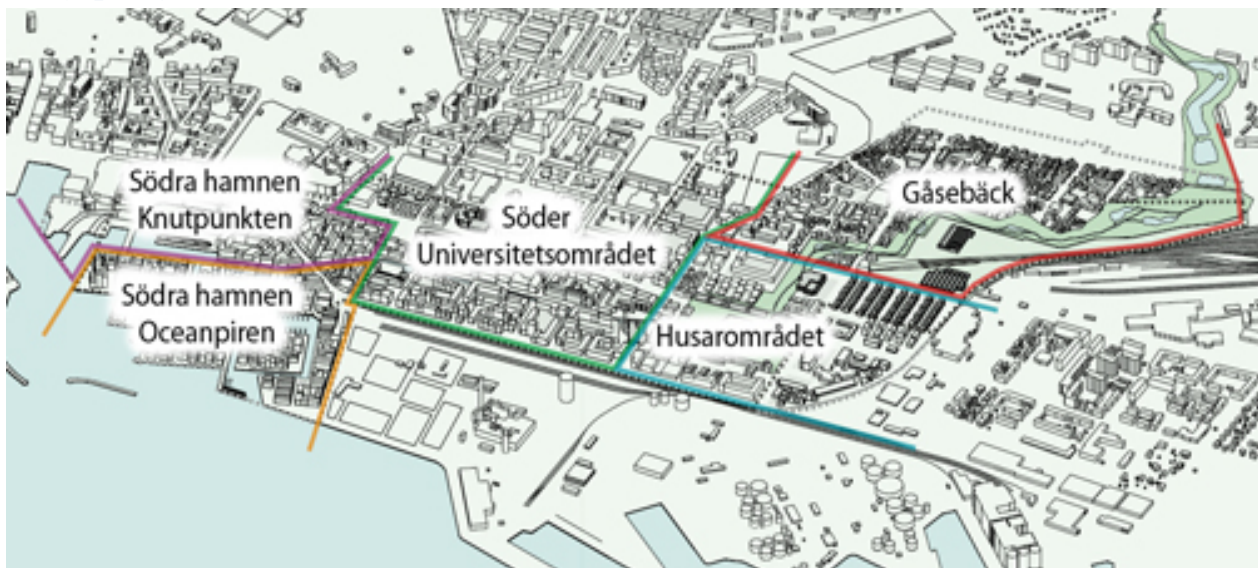 Södra hamnen
Knutpunkten
Södra hamnen
Oceanpiren
Söder
Universitetsområdet
Husarområdet
Gåsebäck